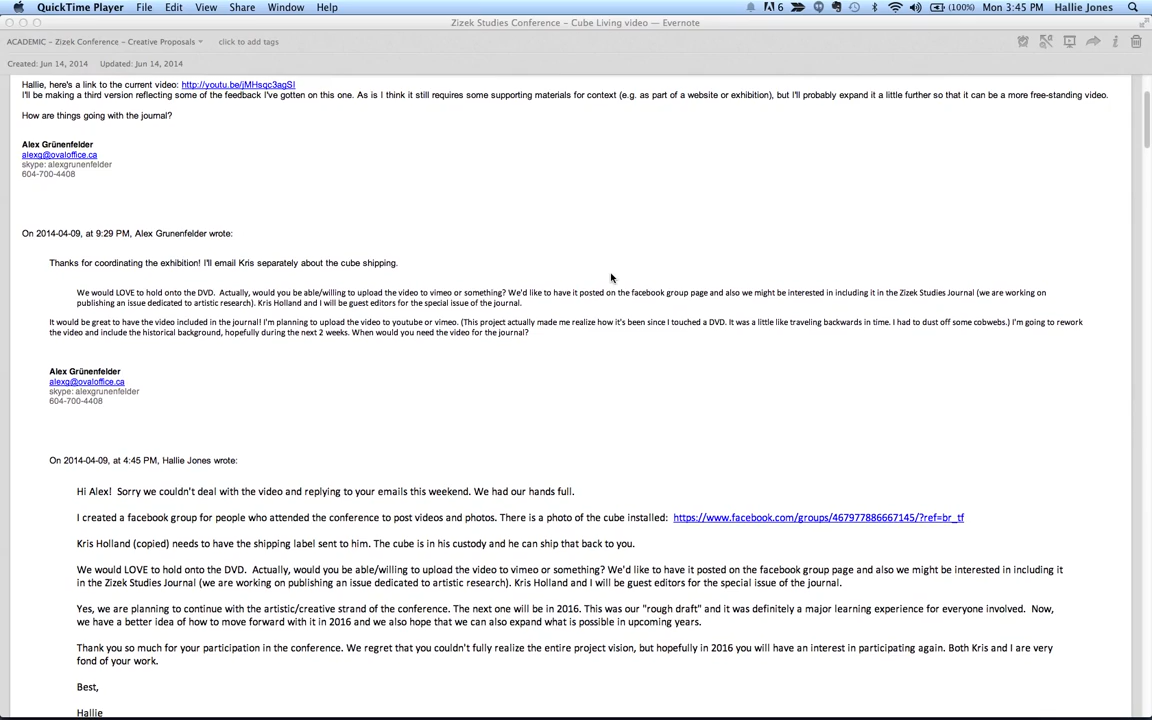 QuickTime Player File Edit View Share Window Help 6 (100%) Mon 3:45 PM Hallie Jones
Zizek Studies Conference – Cube Living video — Evernote
ACADEMIC – Zizek Conference – Creative Proposals click to add tags
Created: Jun 14, 2014 Updated: Jun 14, 2014
Hallie, here's a link to the current video: http://youtu.be/jMHsqc3agSI
I'll be making a third version reflecting some of the feedback I've gotten on this one. As is I think it still requires some supporting materials for context (e.g. as part of a website or exhibition), but I'll probably expand it a little further so that it can be a more free-standing video.
How are things going with the journal?
Alex Grünenfelder
alexg@ovaloffice.ca
skype: alexgrunenfelder
604-700-4408
On 2014-04-09, at 9:29 PM, Alex Grunenfelder wrote:
Thanks for coordinating the exhibition! I'll email Kris separately about the cube shipping.
We would LOVE to hold onto the DVD. Actually, would you be able/willing to upload the video to vimeo or something? We'd like to have it posted on the facebook group page and also we might be interested in including it in the Zizek Studies Journal (we are working on
publishing an issue dedicated to artistic research). Kris Holland and I will be guest editors for the special issue of the journal.
It would be great to have the video included in the journal! I'm planning to upload the video to youtube or vimeo. (This project actually made me realize how it's been since I touched a DVD. It was a little like traveling backwards in time. I had to dust off some cobwebs.) I'm going to rework
the video and include the historical background, hopefully during the next 2 weeks. When would you need the video for the journal?
Alex Grünenfelder
alexg@ovaloffice.ca
skype: alexgrunenfelder
604-700-4408
On 2014-04-09, at 4:45 PM, Hallie Jones wrote:
Hi Alex! Sorry we couldn't deal with the video and replying to your emails this weekend. We had our hands full.
I created a facebook group for people who attended the conference to post videos and photos. There is a photo of the cube installed: https://www.facebook.com/groups/467977886667145/?ref=br_tf
Kris Holland (copied) needs to have the shipping label sent to him. The cube is in his custody and he can ship that back to you.
We would LOVE to hold onto the DVD. Actually, would you be able/willing to upload the video to vimeo or something? We'd like to have it posted on the facebook group page and also we might be interested in including it
in the Zizek Studies Journal (we are working on publishing an issue dedicated to artistic research). Kris Holland and I will be guest editors for the special issue of the journal.
Yes, we are planning to continue with the artistic/creative strand of the conference. The next one will be in 2016. This was our "rough draft" and it was definitely a major learning experience for everyone involved. Now,
we have a better idea of how to move forward with it in 2016 and we also hope that we can also expand what is possible in upcoming years.
Thank you so much for your participation in the conference. We regret that you couldn't fully realize the entire project vision, but hopefully in 2016 you will have an interest in participating again. Both Kris and I are very
fond of your work.
Best,
Hallie